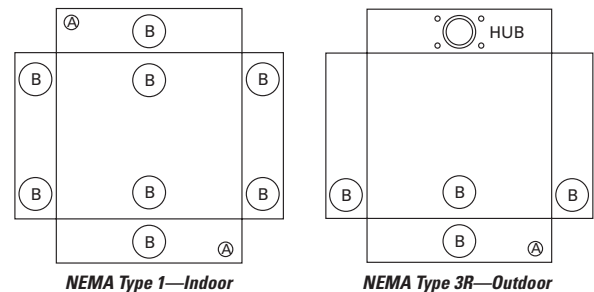 A B
HUB
B B B
B B B
B B B
B B
B A
B A
NEMA Type 1—Indoor
NEMA Type 3R—Outdoor